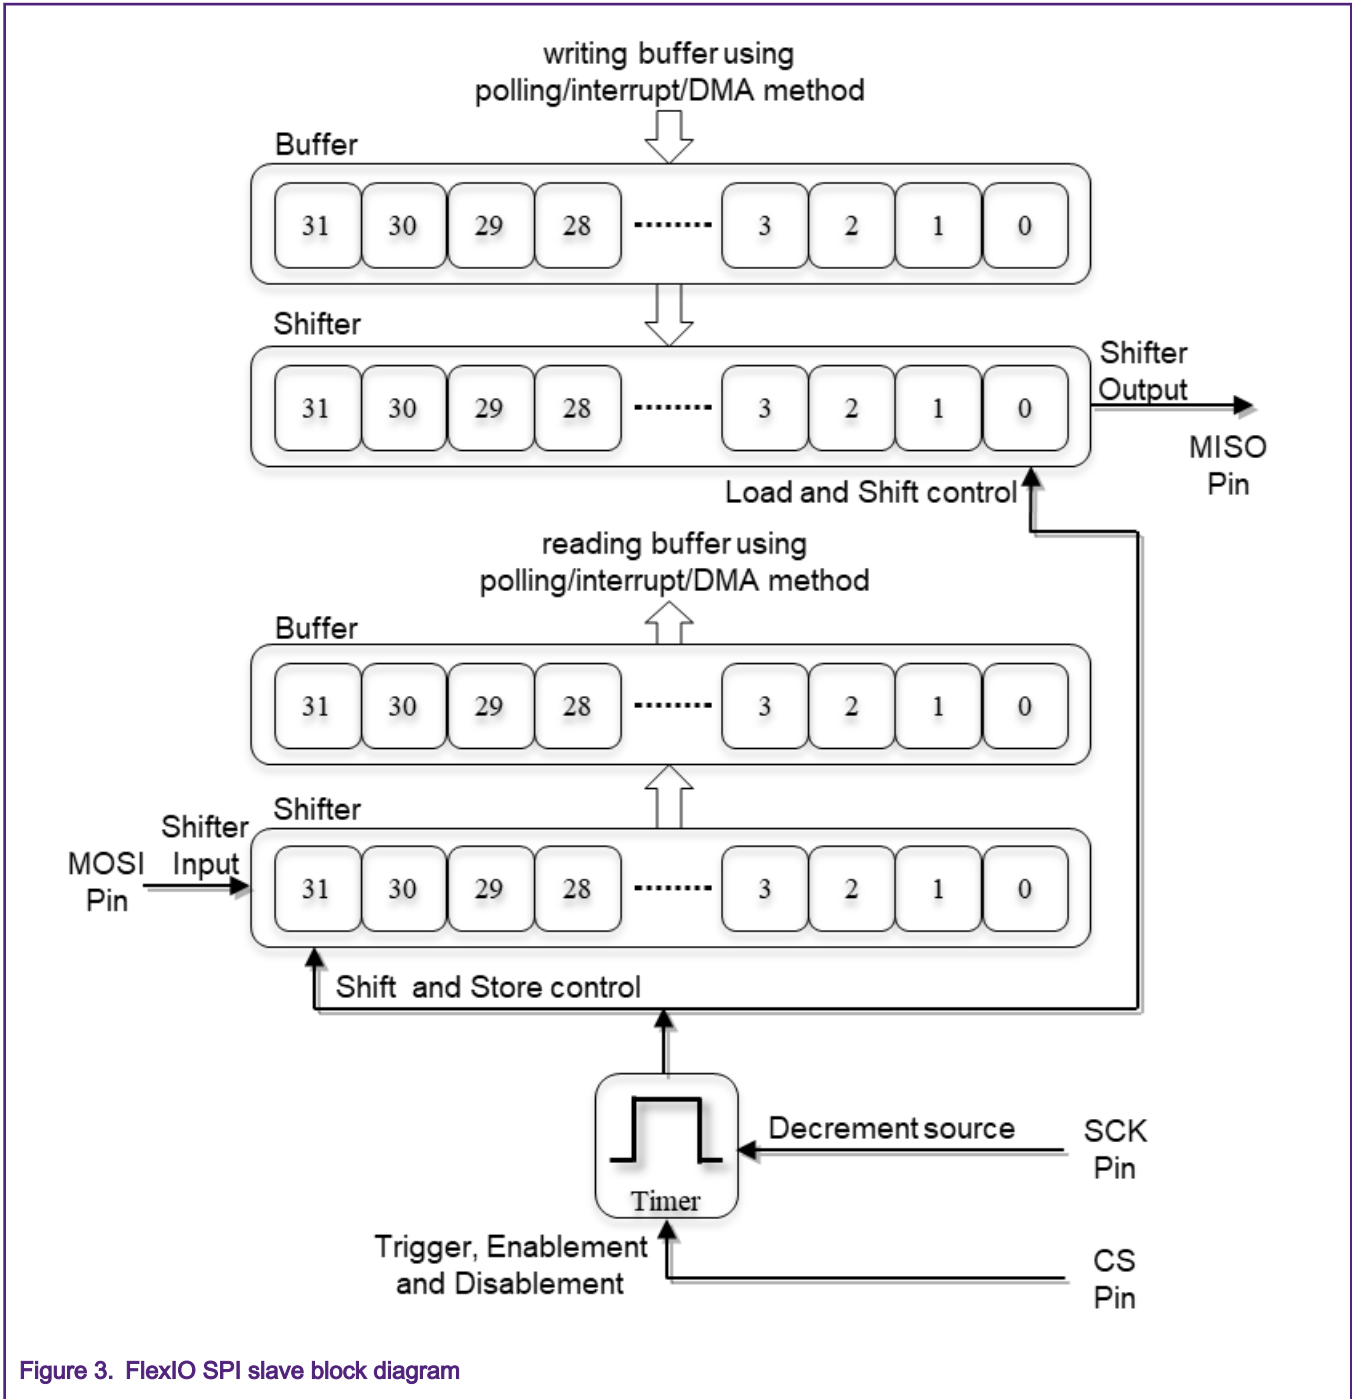 writing buffer using
polling/interrupt/DMA method
Buffer
31 30 29 28 ........ 3 2 1 0
Shifter
31 30 29 28 ........ 3 2 1 0
Shifter
Output
MISO
Pin
Load and Shift control
reading buffer using
polling/interrupt/DMA method
Buffer
31 30 29 28 ........ 3 2 1 0
Shifter
Shifter
Input
MOSI
Pin
31 30 29 28 ........ 3 2 1 0
Shift and Store control
Timer
Decrement source
SCK
Pin
Trigger, Enablement
and Disablement
CS
Pin
Figure 3. FlexIO SPI slave block diagram